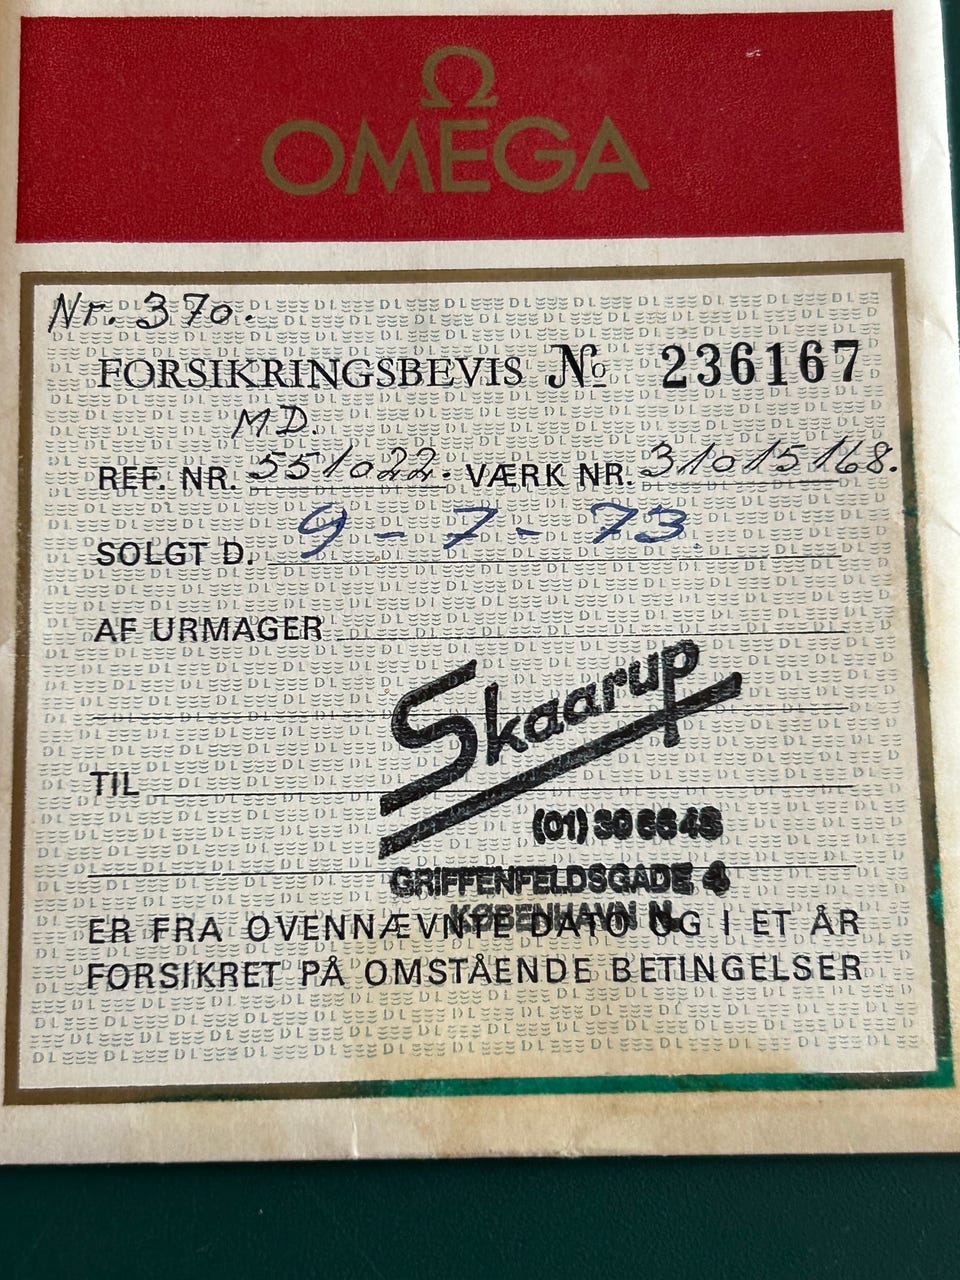 Ω
OMEGA
Nr. 370.
FORSIKRINGSBEVIS № 236167
MD.
REF. NR. 551022. VÆRK NR. 31015168.
SOLGT D. 9-7-73
AF URMAGER
Skaarup
TIL
(01) 30 66 48
GRIFFENFELDSGADE 4
KØBENHAVN N.
ER FRA OVENNÆVNTE DATO OG I ET ÅR
FORSIKRET PÅ OMSTÅENDE BETINGELSER